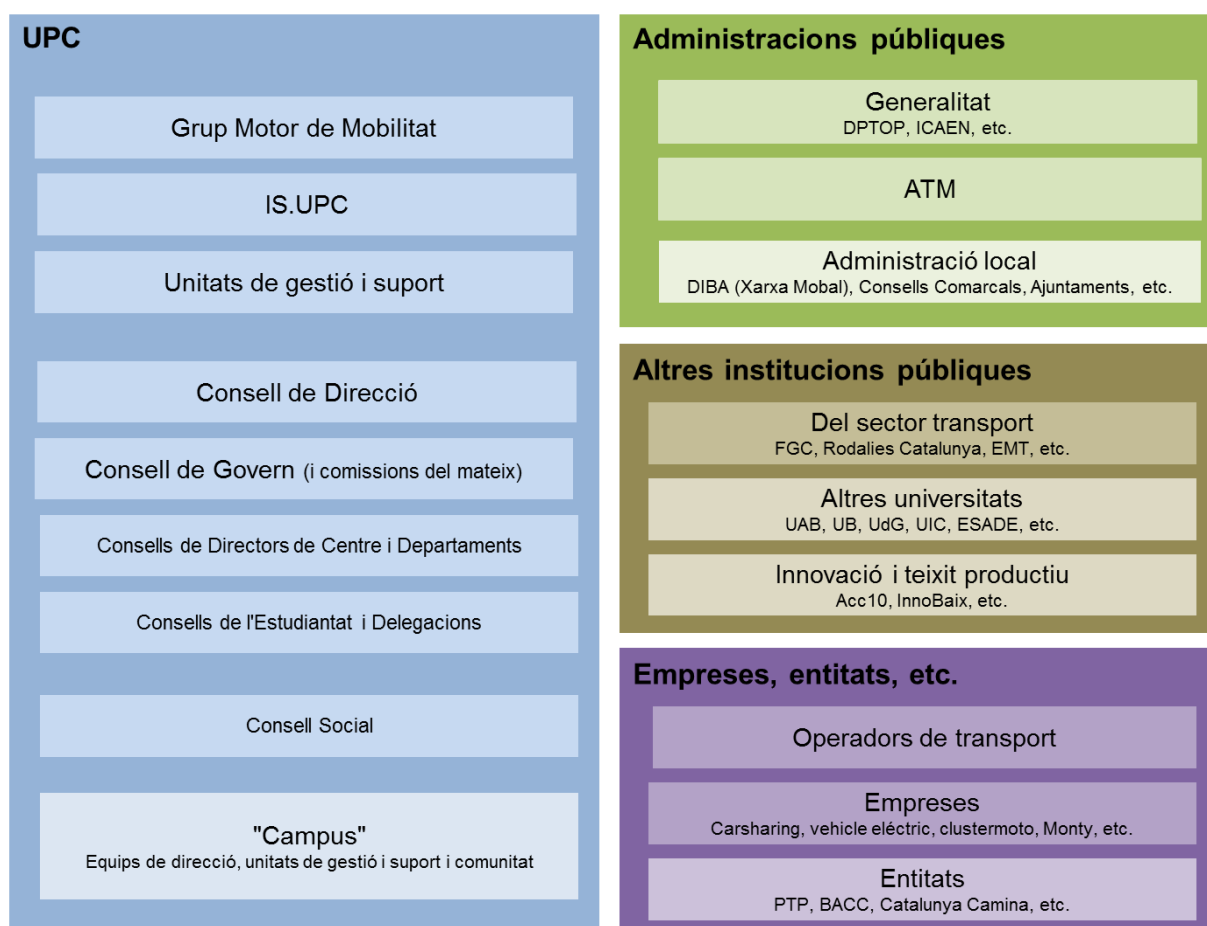 UPC
Grup Motor de Mobilitat
IS.UPC
Unitats de gestió i suport
Consell de Direcció
Consell de Govern (i comissions del mateix)
Consells de Directors de Centre i Departaments
Consells de l'Estudiantat i Delegacions
Consell Social
"Campus"
Equips de direcció, unitats de gestió i suport i comunitat
Administracions públiques
Generalitat
DPTOP, ICAEN, etc.
ATM
Administració local
DIBA (Xarxa Mobal), Consells Comarcals, Ajuntaments, etc.
Altres institucions públiques
Del sector transport
FGC, Rodalies Catalunya, EMT, etc.
Altres universitats
UAB, UB, UdG, UIC, ESADE, etc.
Innovació i teixit productiu
Acc10, InnoBaix, etc.
Empreses, entitats, etc.
Operadors de transport
Empreses
Carsharing, vehicle eléctric, clustermoto, Monty, etc.
Entitats
PTP, BACC, Catalunya Camina, etc.